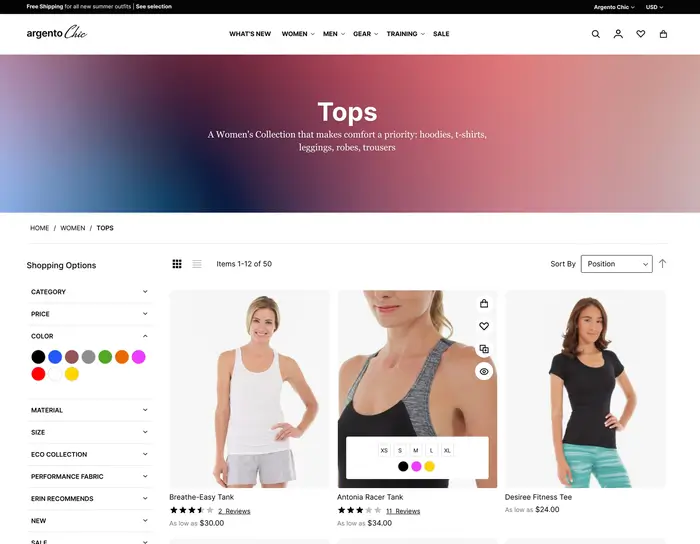 Free Shipping for all new summer outfits | See selection
Argento Chic
USD
argento Chic
WHAT'S NEW
WOMEN
MEN
GEAR
TRAINING
SALE
Tops
A Women's Collection that makes comfort a priority: hoodies, t-shirts,
leggings, robes, trousers
HOME / WOMEN / TOPS
Shopping Options
Items 1-12 of 50
Sort By
Position
CATEGORY
PRICE
COLOR
MATERIAL
SIZE
ECO COLLECTION
PERFORMANCE FABRIC
ERIN RECOMMENDS
NEW
SALE
XS S M L XL
Breathe-Easy Tank
2 Reviews
As low as $30.00
Antonia Racer Tank
11 Reviews
As low as $34.00
Desiree Fitness Tee
As low as $24.00